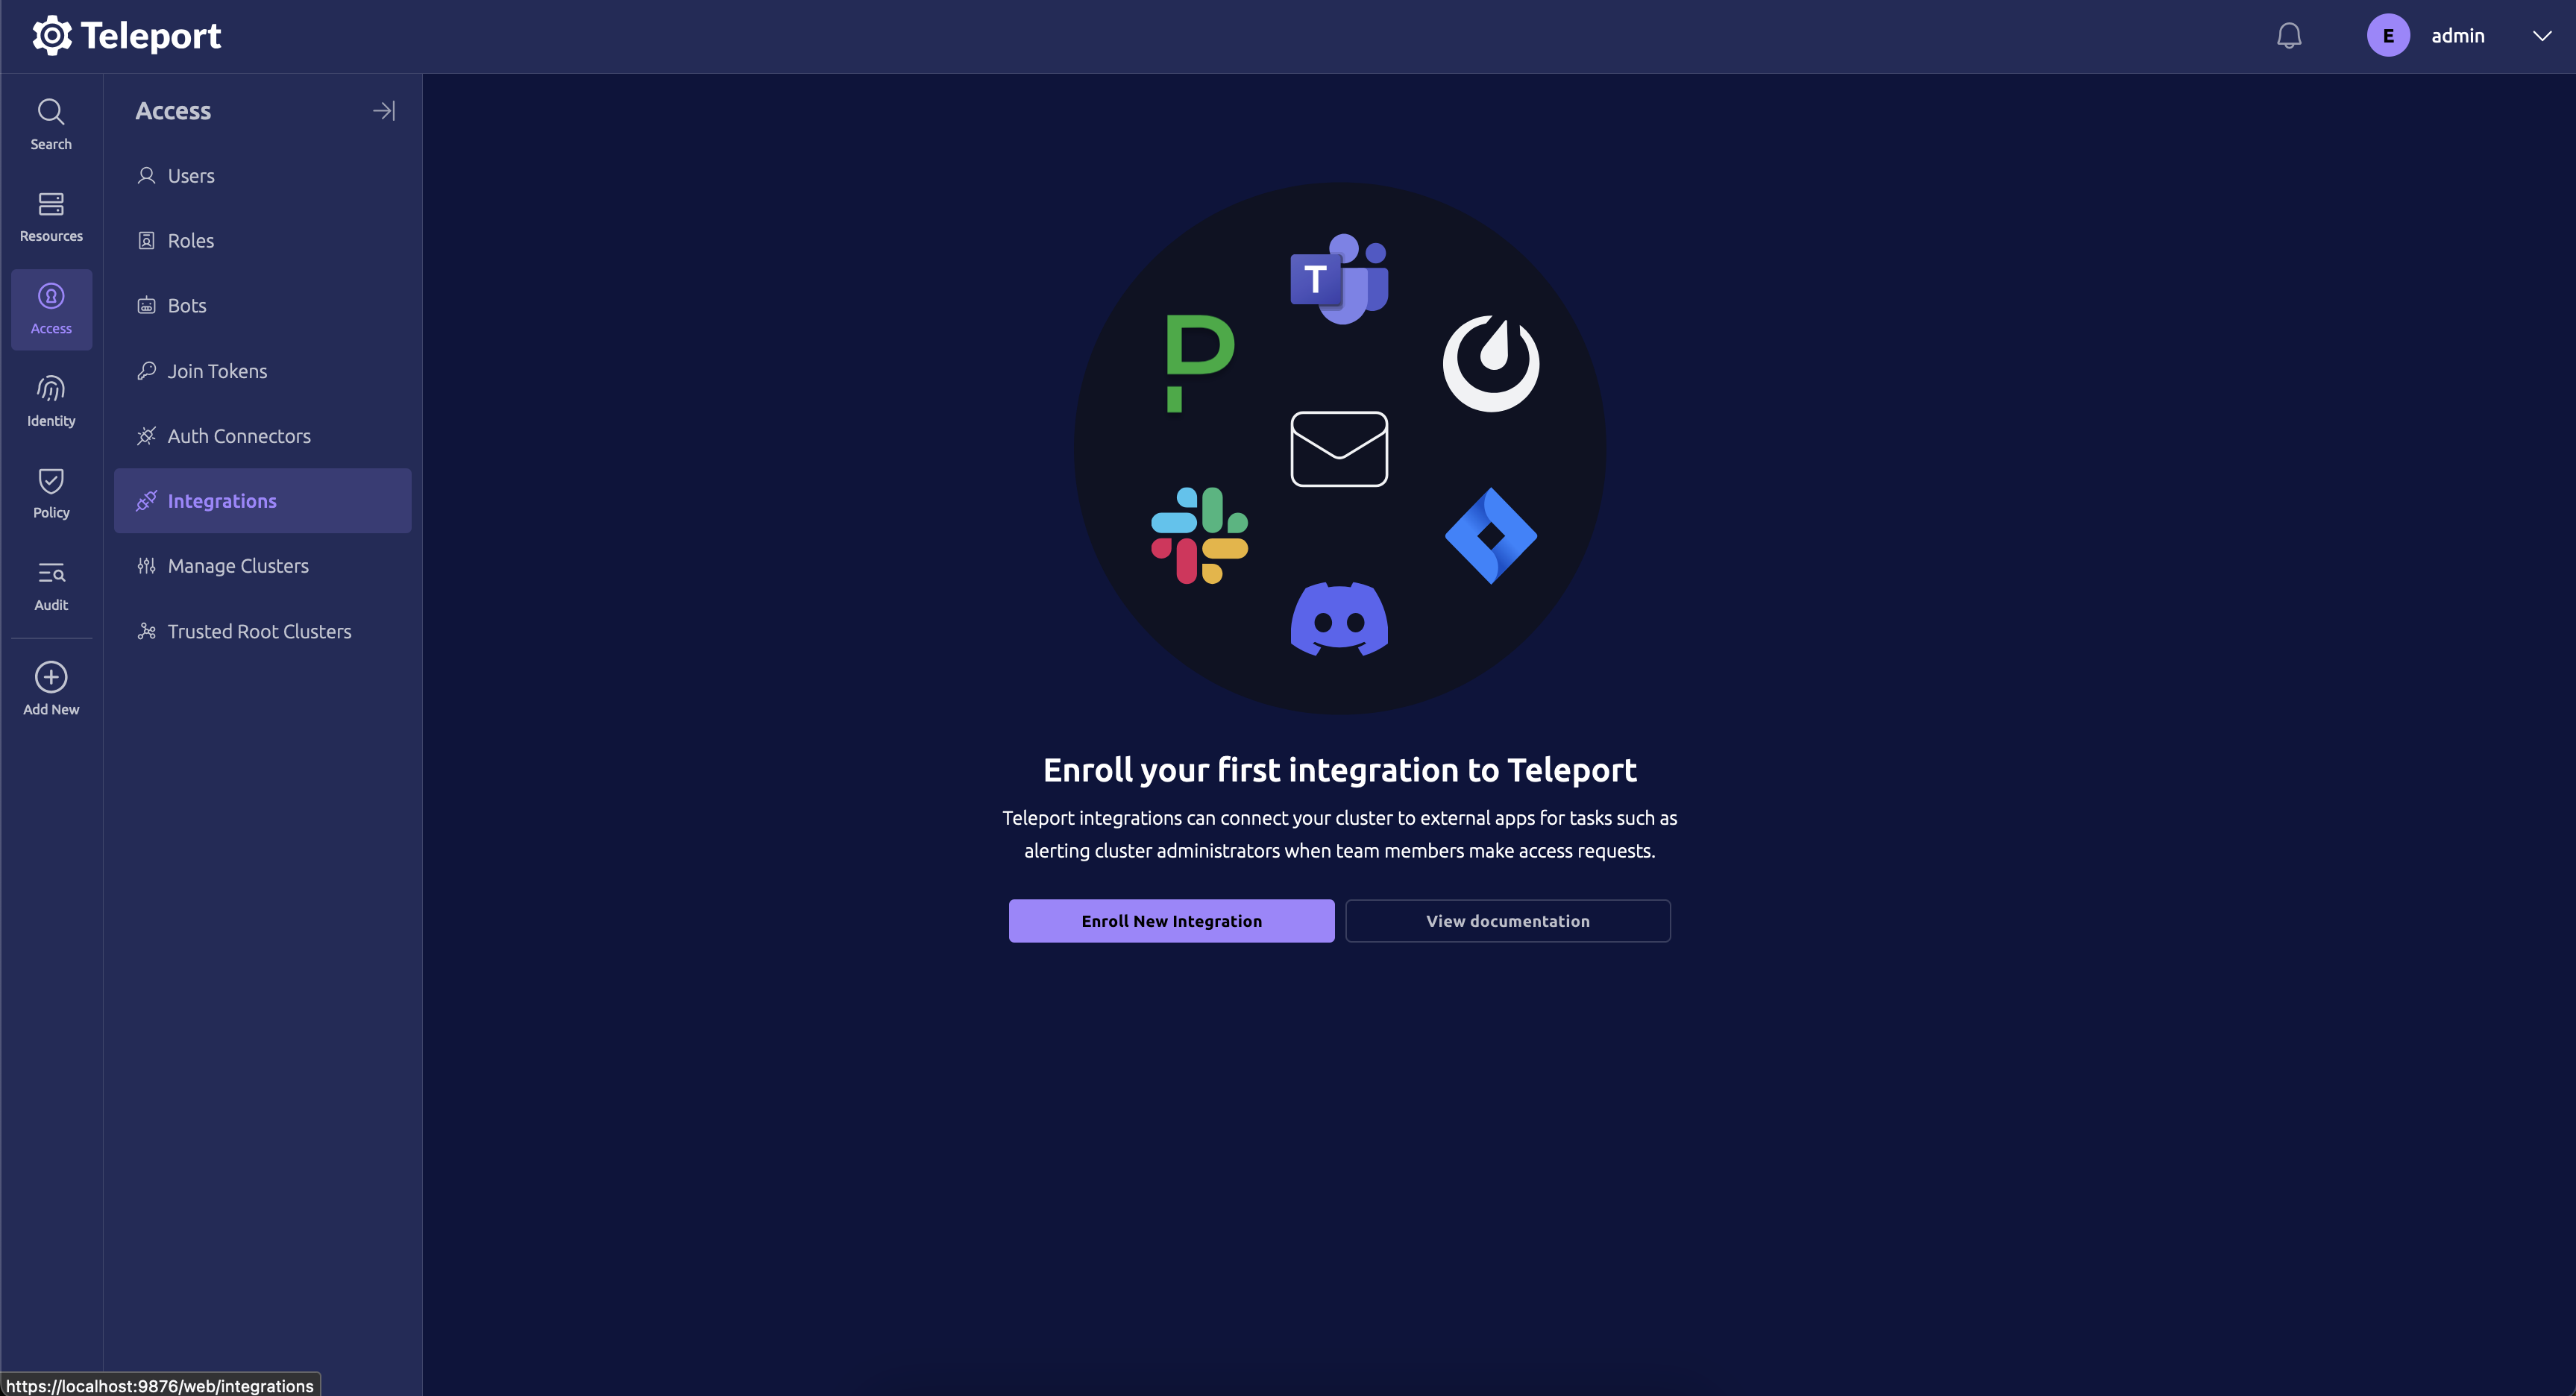 Teleport
E
admin
Search
Resources
Access
Identity
Policy
Audit
Add New
Access
Users
Roles
Bots
Join Tokens
Auth Connectors
Integrations
Manage Clusters
Trusted Root Clusters
T
Enroll your first integration to Teleport
Teleport integrations can connect your cluster to external apps for tasks such as
alerting cluster administrators when team members make access requests.
Enroll New Integration
View documentation
https://localhost:9876/web/integrations